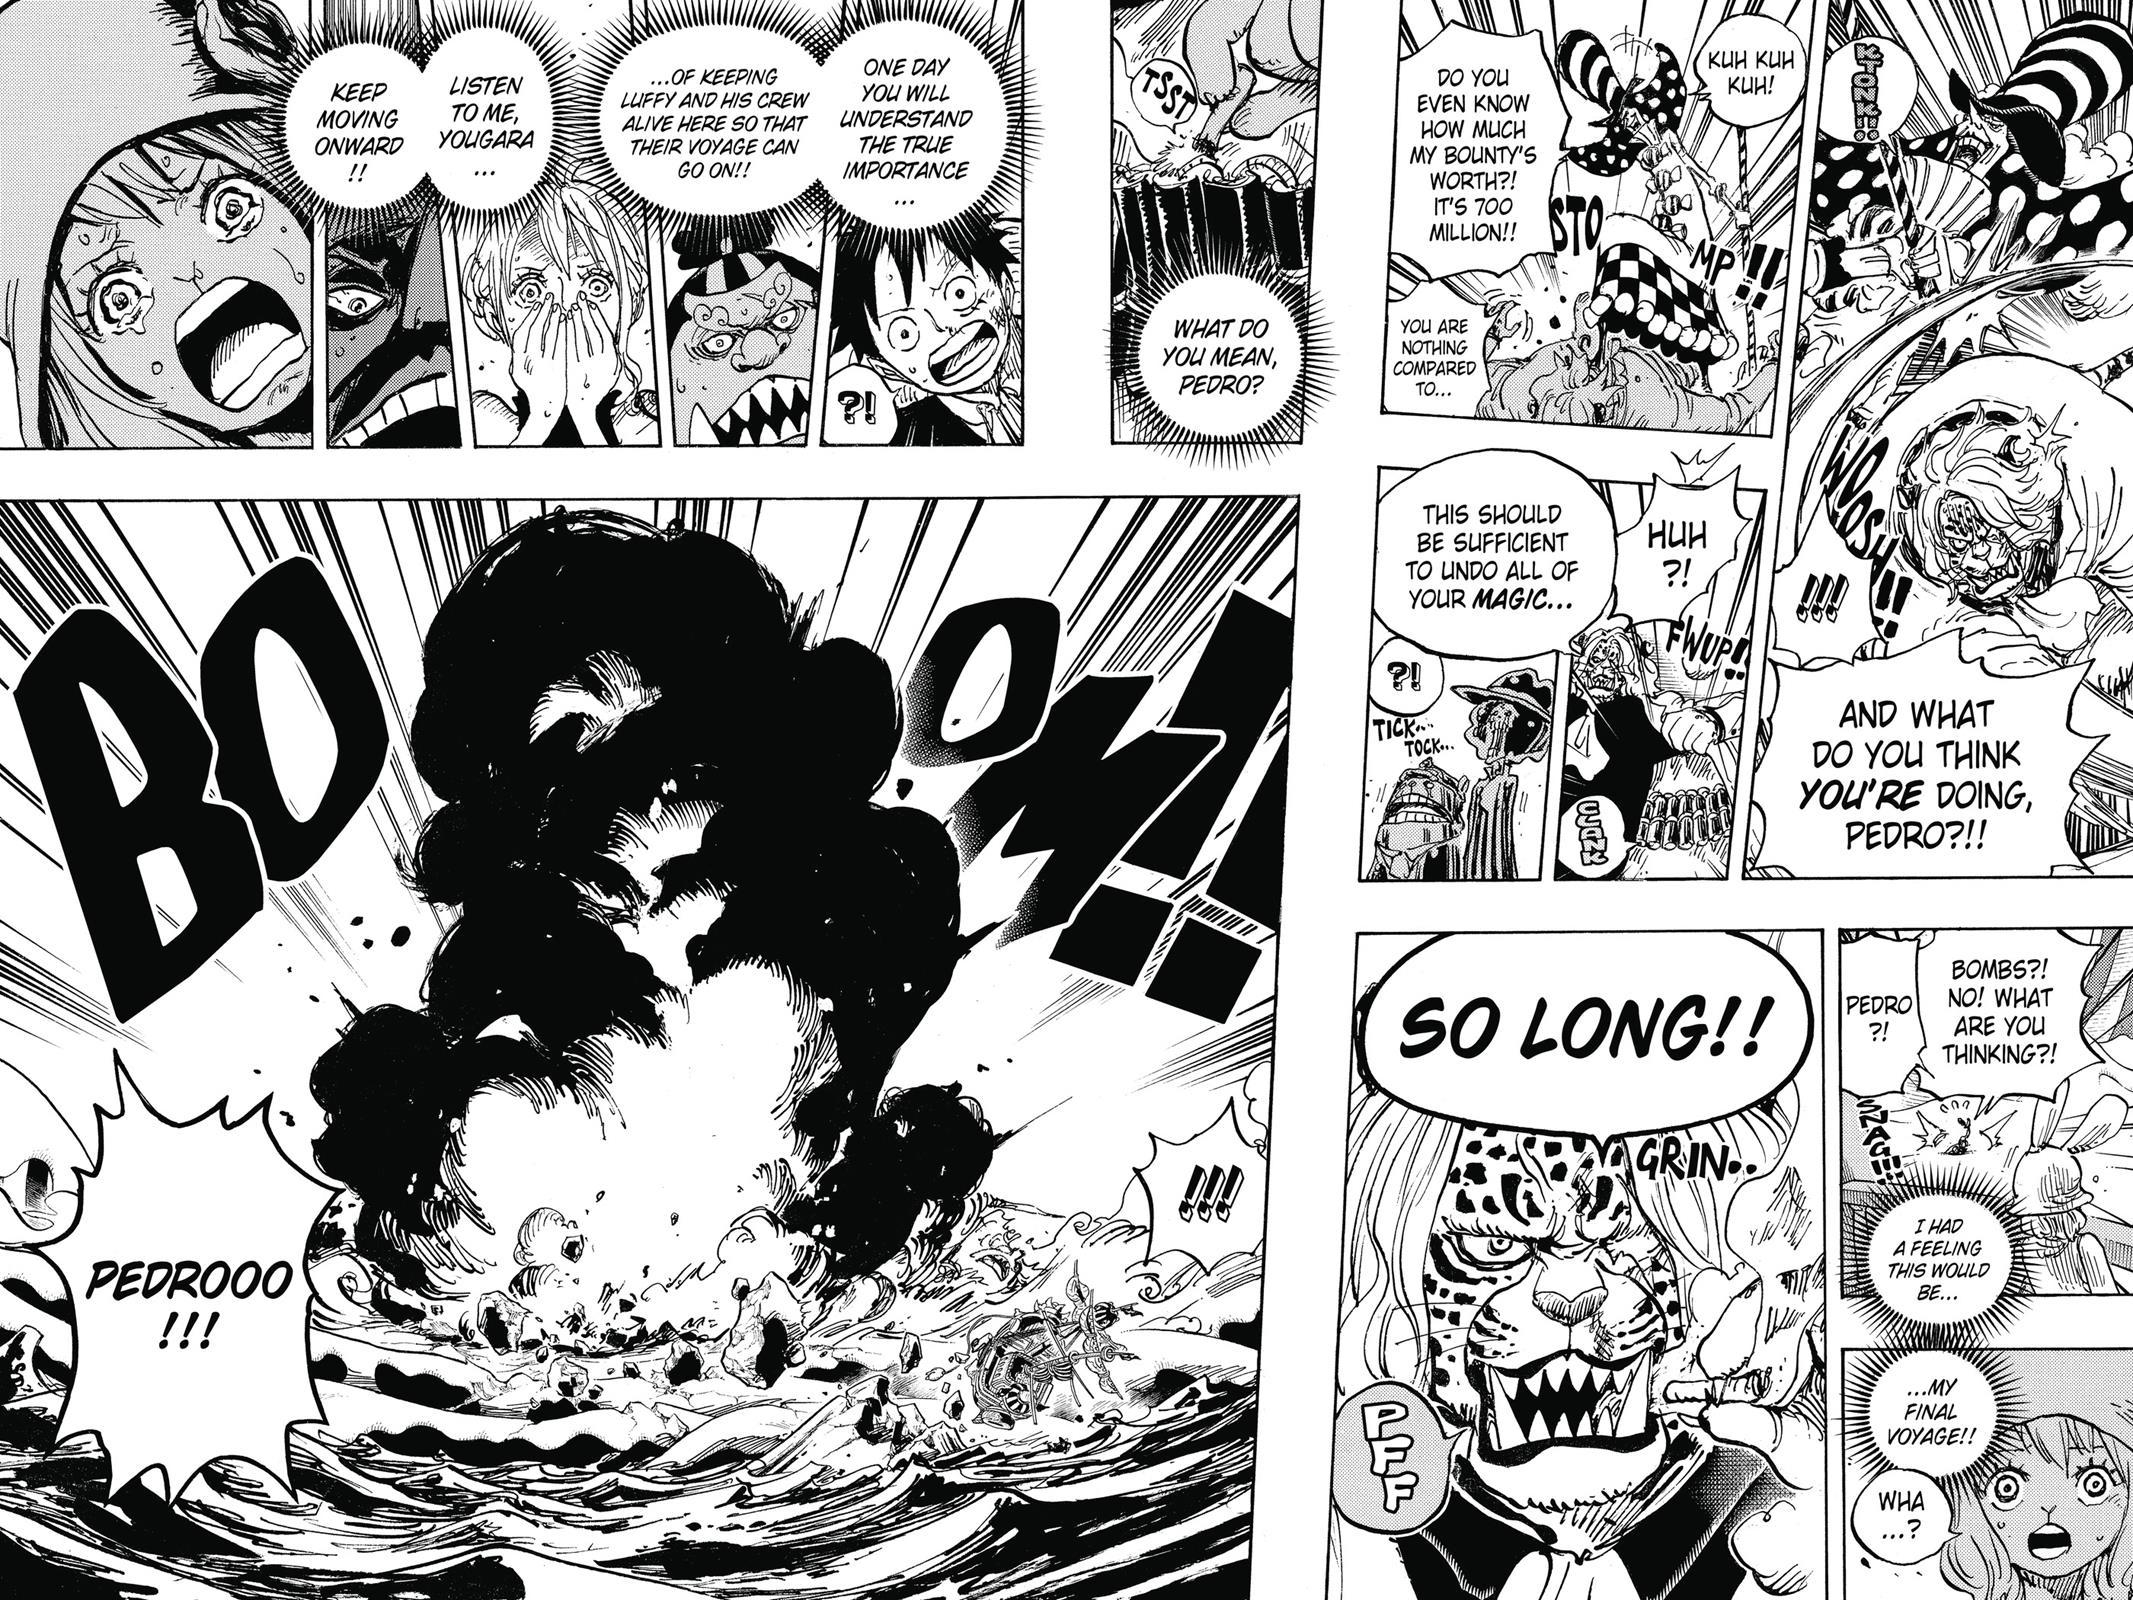 KTONK!!
KUH KUH
KUH!
DO YOU
EVEN KNOW
HOW MUCH
MY BOUNTY'S
WORTH?!
IT'S 700
MILLION!!
STO
MP!!
YOU ARE
NOTHING
COMPARED
TO...
WOOSH!!
!!!
AND WHAT
DO YOU THINK
YOU'RE DOING,
PEDRO?!!
HUH
?!
FWUP!!
THIS SHOULD
BE SUFFICIENT
TO UNDO ALL OF
YOUR MAGIC...
CLANK
?!
TICK...
TOCK...
BOMBS?!
NO! WHAT
ARE YOU
THINKING?!
PEDRO
?!
SNAG!!!
I HAD
A FEELING
THIS WOULD
BE...
...MY
FINAL
VOYAGE!!
WHA
...?
SO LONG!!
GRIN..
PFF
TSST
WHAT DO
YOU MEAN,
PEDRO?
ONE DAY
YOU WILL
UNDERSTAND
THE TRUE
IMPORTANCE
...
?!
...OF KEEPING
LUFFY AND HIS CREW
ALIVE HERE SO THAT
THEIR VOYAGE CAN
GO ON!!
LISTEN
TO ME,
YOUGARA
...
KEEP
MOVING
ONWARD
!!
BOOM!!
!!!
PEDROOO
!!!